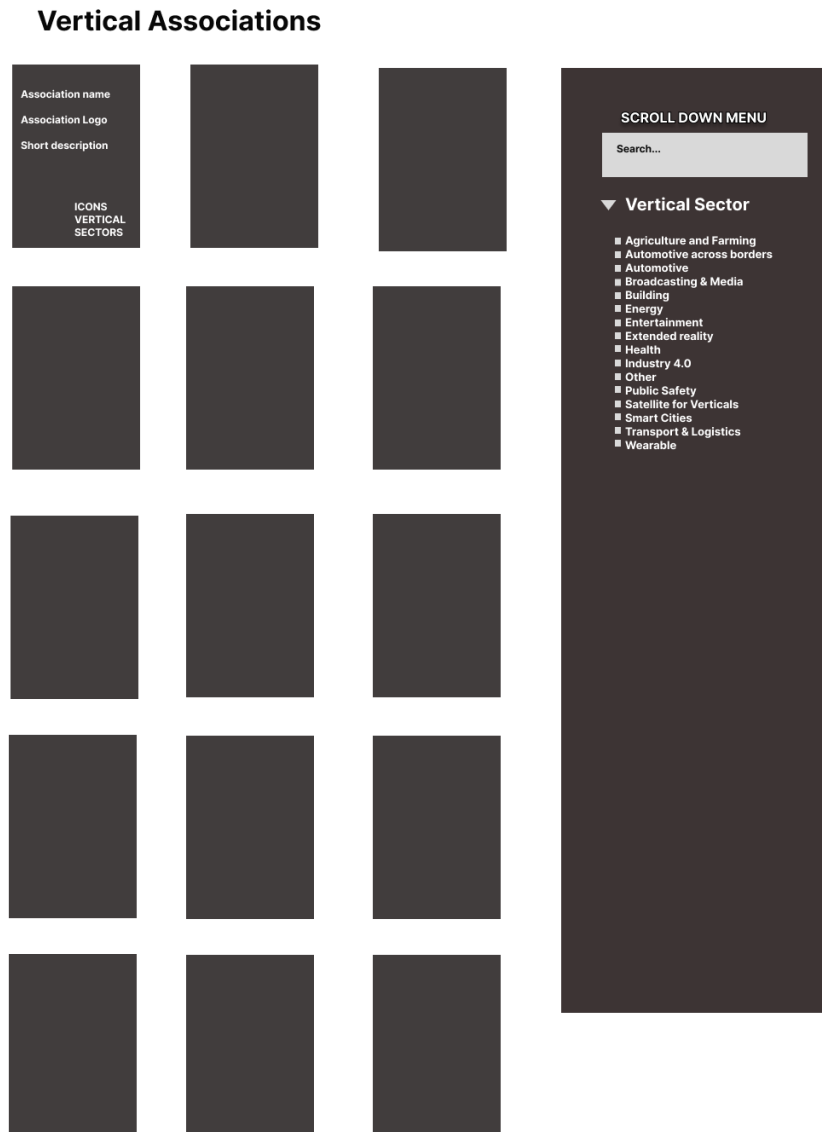 Vertical Associations
Association name
Association Logo
Short description
ICONS
VERTICAL
SECTORS
SCROLL DOWN MENU
Search...
Vertical Sector
Agriculture and Farming
Automotive across borders
Automotive
Broadcasting & Media
Building
Energy
Entertainment
Extended reality
Health
Industry 4.0
Other
Public Safety
Satellite for Verticals
Smart Cities
Transport & Logistics
Wearable